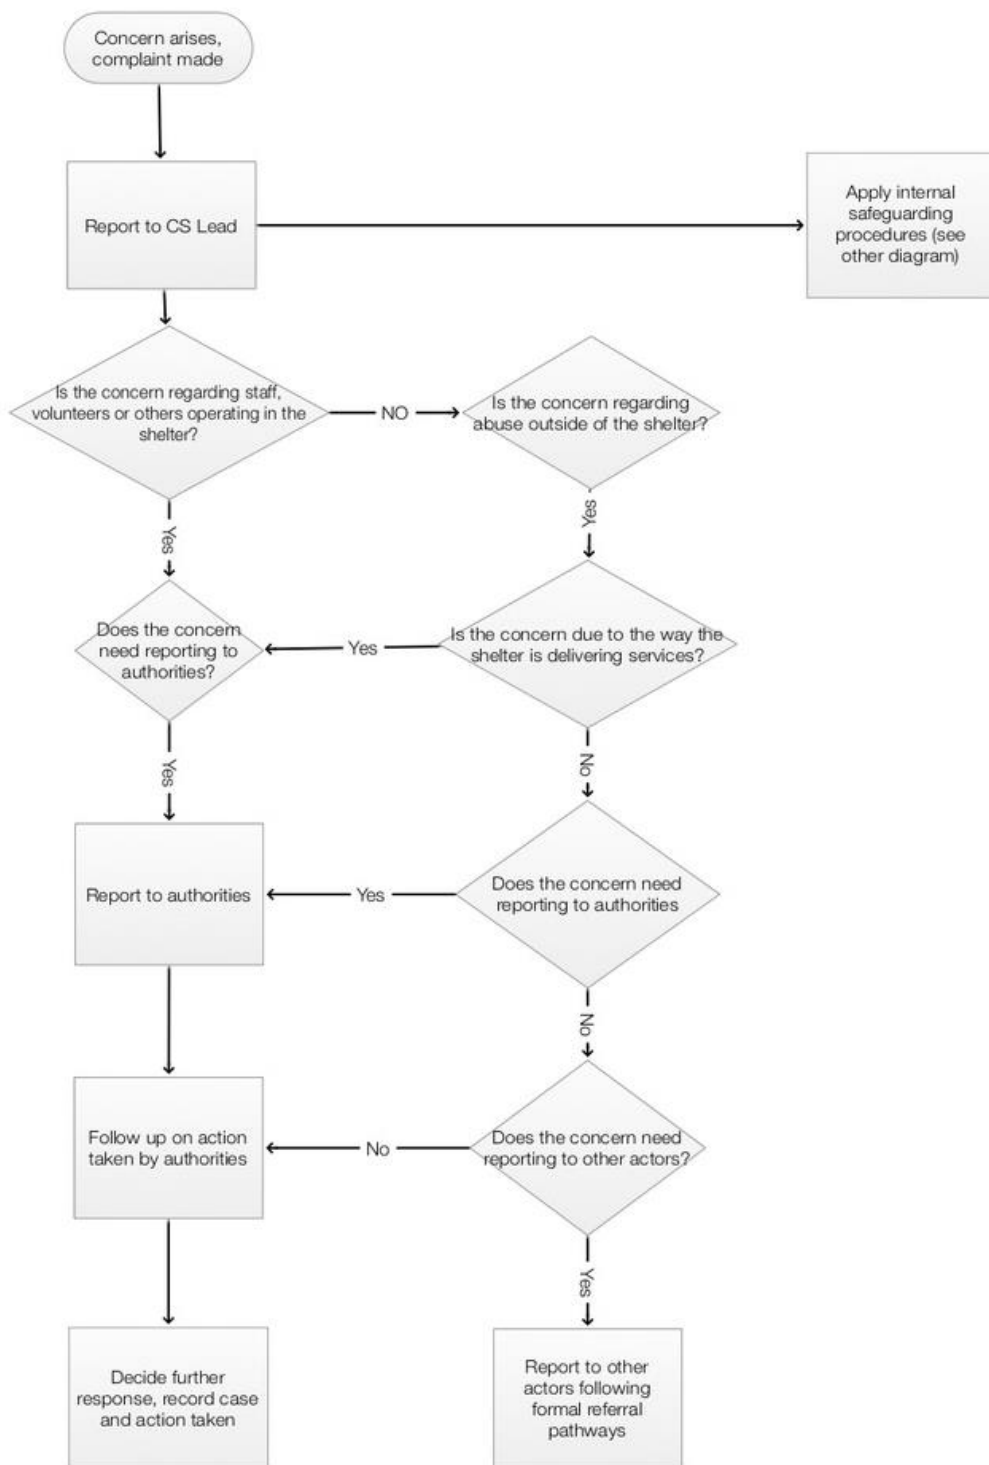 Concern arises,
complaint made
Report to CS Lead
Apply internal
safeguarding
procedures (see
other diagram)
Is the concern regarding staff,
volunteers or others operating in the
shelter?
NO
Is the concern regarding
abuse outside of the shelter?
Yes
Yes
Does the concern
need reporting to
authorities?
Yes
Is the concern due to the way the
shelter is delivering services?
Yes
No
Report to authorities
Yes
Does the concern need
reporting to authorities
No
Follow up on action
taken by authorities
No
Does the concern need
reporting to other actors?
Yes
Decide further
response, record case
and action taken
Report to other
actors following
formal referral
pathways